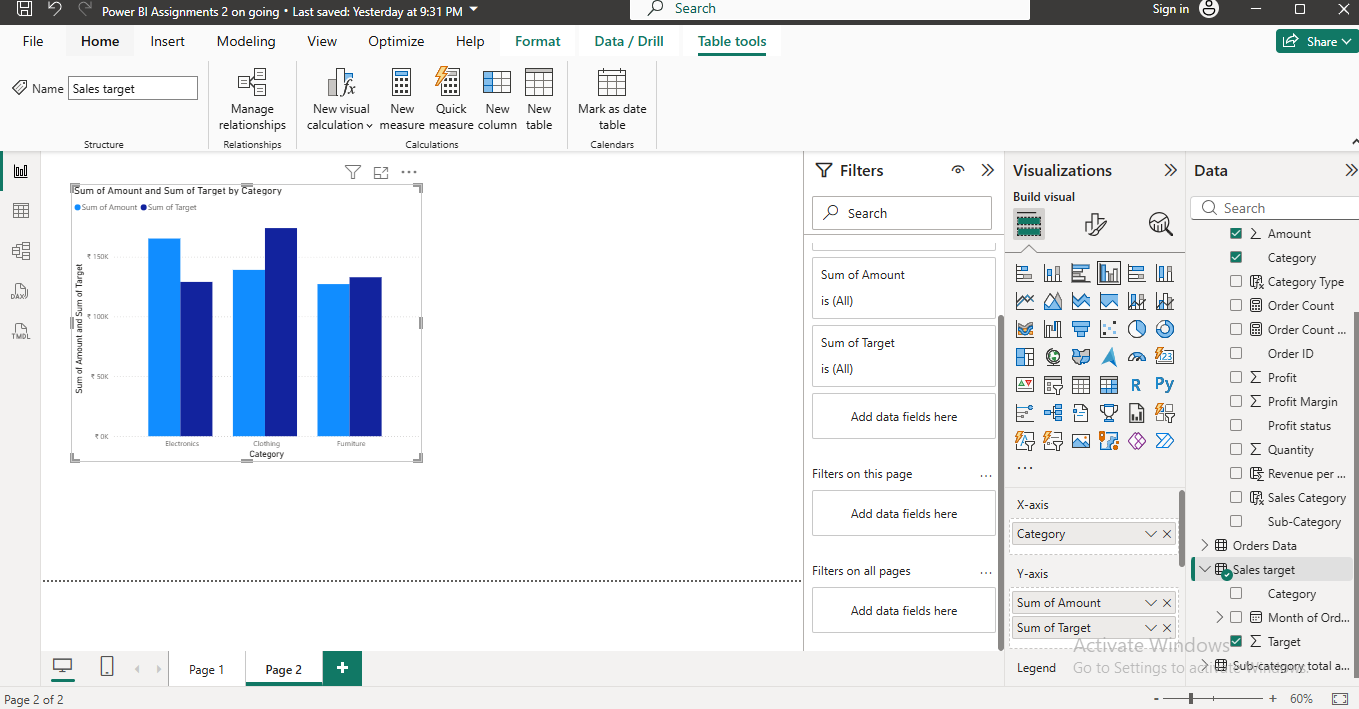 Power BI Assignments 2 on going • Last saved: Yesterday at 9:31 PM
Search
Sign in
File Home Insert Modeling View Optimize Help Format Data / Drill Table tools
Share
Name Sales target
Manage relationships
New visual calculation
New measure
Quick measure
New column
New table
Mark as date table
Structure Relationships Calculations Calendars
DAX
TMDL
Sum of Amount and Sum of Target by Category
Sum of Amount Sum of Target
Sum of Amount and Sum of Target
₹ 150K
₹ 100K
₹ 50K
₹ 0K
Electronics Clothing Furniture
Category
Filters
Search
Sum of Amount
is (All)
Sum of Target
is (All)
Add data fields here
Filters on this page ...
Add data fields here
Filters on all pages ...
Add data fields here
Visualizations
Build visual
123
R Py
...
X-axis
Category
Y-axis
Sum of Amount
Sum of Target
Legend
Data
Search
Σ Amount
Category
Category Type
Order Count
Order Count ...
Order ID
Σ Profit
Σ Profit Margin
Profit status
Σ Quantity
Revenue per ...
Sales Category
Sub-Category
Orders Data
Sales target
Category
Month of Ord...
Σ Target
Sub-category total a...
Activate Windows
Go to Settings to activate Windows.
Page 1 Page 2 +
Page 2 of 2
- + 60%